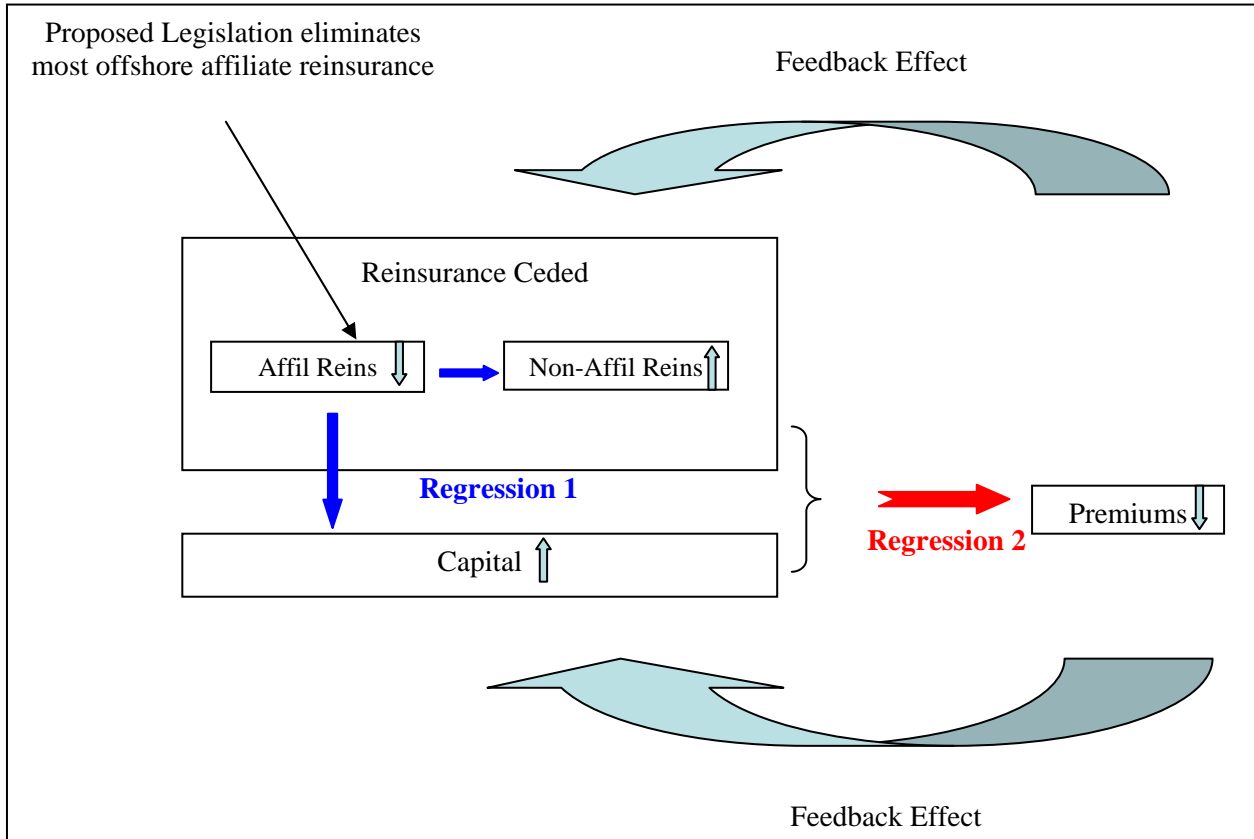 Proposed Legislation eliminates
most offshore affiliate reinsurance
Feedback Effect
Reinsurance Ceded
Affil Reins
Non-Affil Reins
Regression 1
Capital
Premiums
Regression 2
Feedback Effect